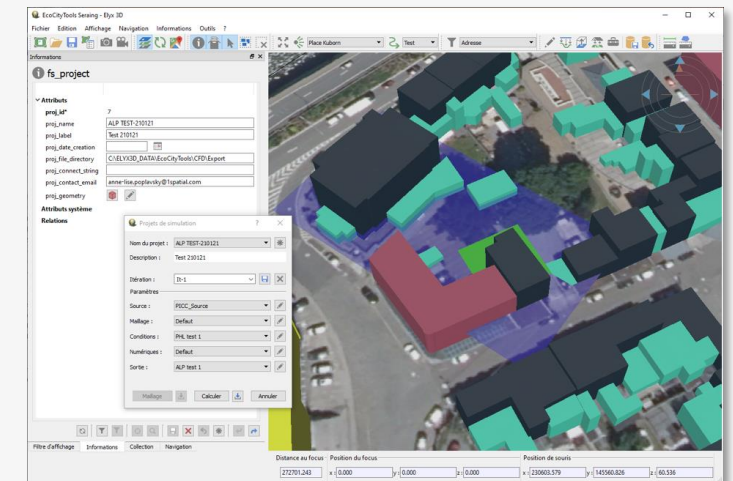 EcoCityTools Seraing - Elyx 3D
Fichier Edition Affichage Navigation Informations Outils ?
Place Kuborn Test Adresse
Informations
fs_project
Attributs
proj_id* 7
proj_name ALP TEST-210121
proj_label Test 210121
proj_date_creation
proj_file_directory C:\ELYX3D_DATA\EcoCityTools\CFD\Export
proj_connect_string
proj_contact_email anne-lise.poplavsky@1spatial.com
proj_geometry
Attributs système
Relations
Projets de simulation ? ×
Nom du projet : ALP TEST-210121
Description : Test 210121
Itération : It-1
Paramètres
Source : PICC_Source
Maillage : Defaut
Conditions : PHL test 1
Numériques : Defaut
Sortie : ALP test 1
Maillage Calculer Annuler
Filtre d'affichage Informations Collection Navigation
Distance au focus Position du focus Position de souris
272701.243 x : 0.000 y : 0.000 z : 0.000 x : 230603.579 y : 145560.826 z : 60.536